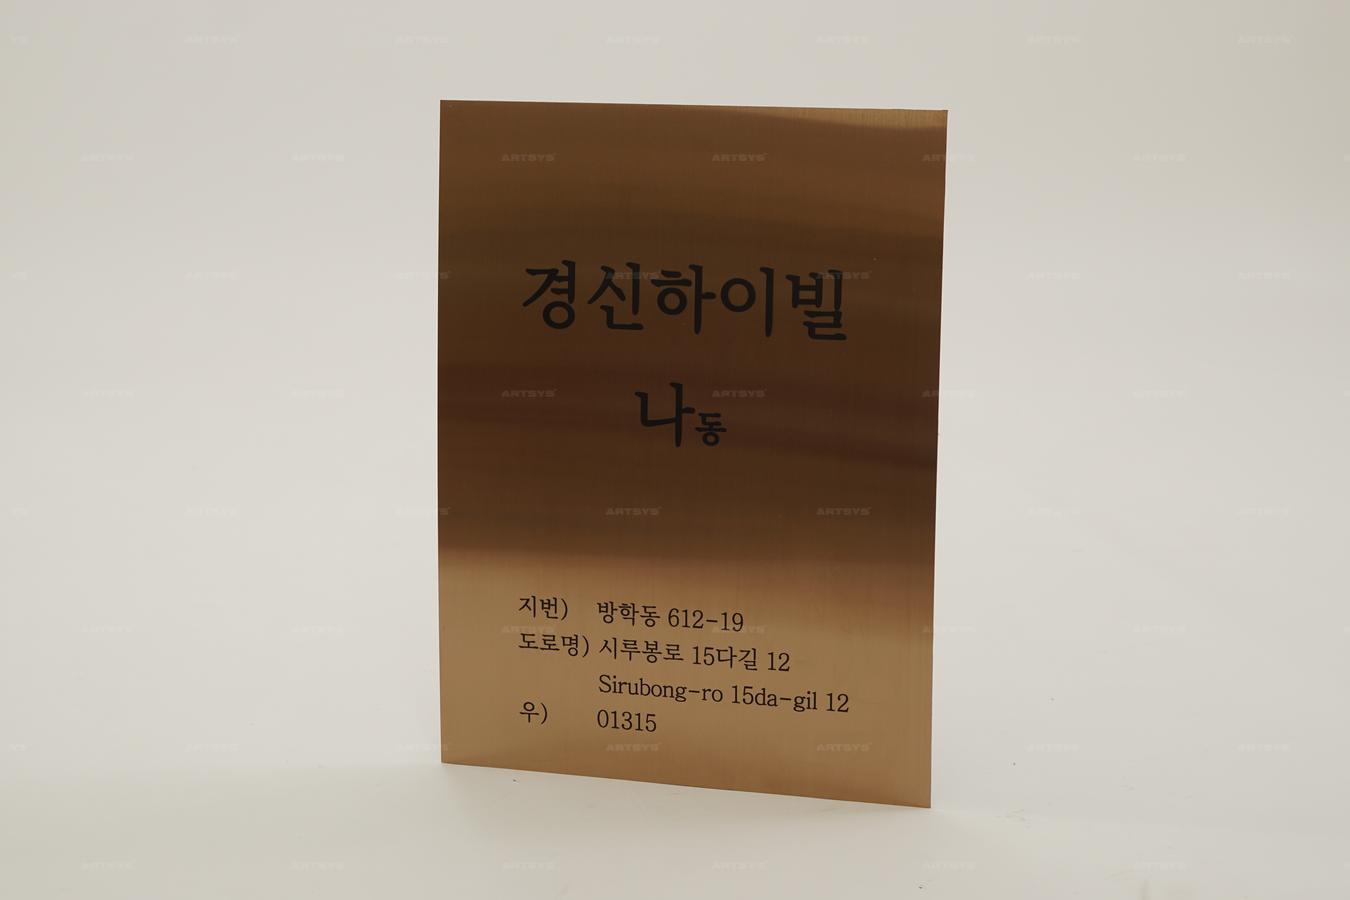 경신하이빌
나동
지번) 방학동 612-19
도로명) 시루봉로 15다길 12
Sirubong-ro 15da-gil 12
우) 01315
ARTSYS